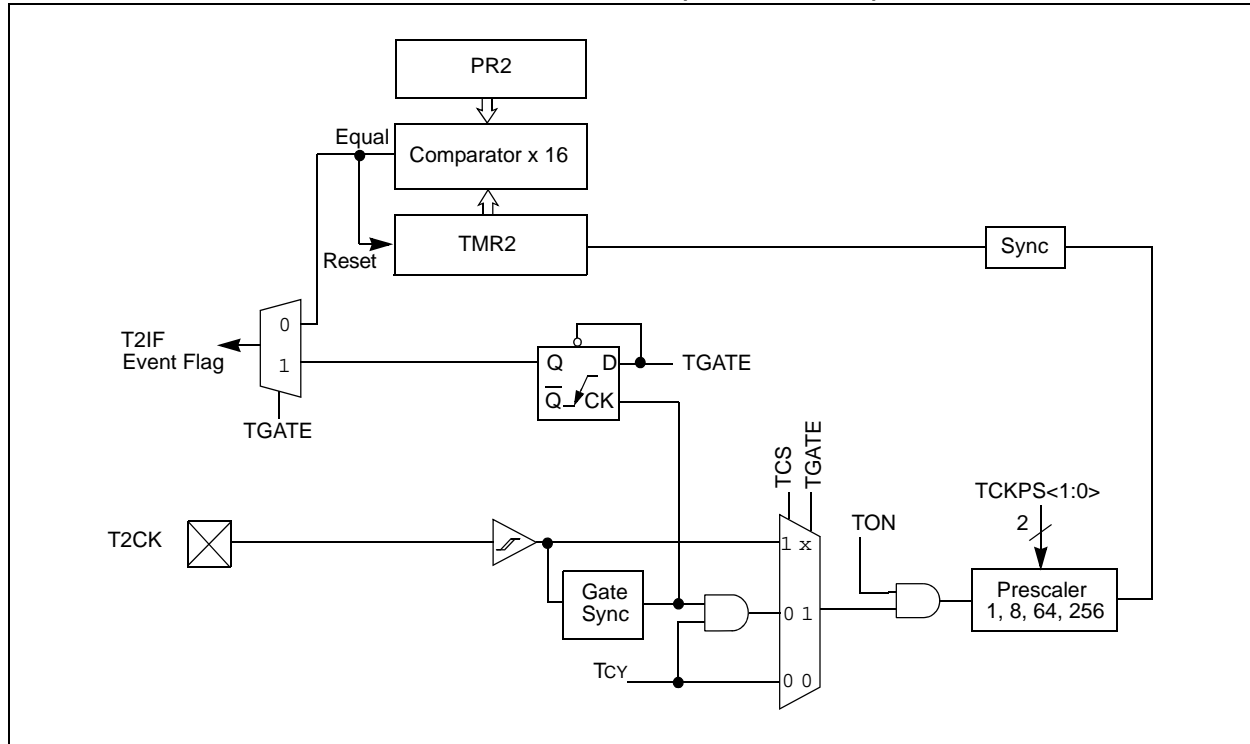 PR2
Equal
Comparator x 16
TMR2
Reset
Sync
0
T2IF
Event Flag
1
Q
D
TGATE
Q
CK
TGATE
TCS
TGATE
TCKPS<1:0>
2
TON
T2CK
1 x
Gate
Sync
0 1
Prescaler
1, 8, 64, 256
TCY
0 0